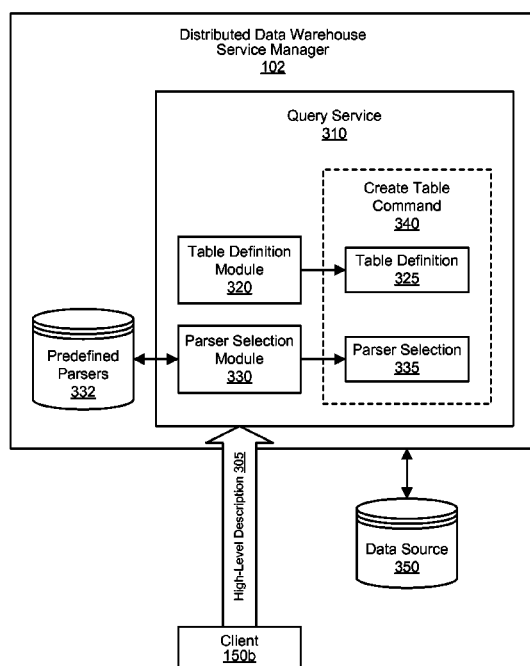 Distributed Data Warehouse
Service Manager
102
Query Service
310
Create Table
Command
340
Table Definition
Module
320
Table Definition
325
Predefined
Parsers
332
Parser Selection
Module
330
Parser Selection
335
High-Level Description 305
Data Source
350
Client
150b